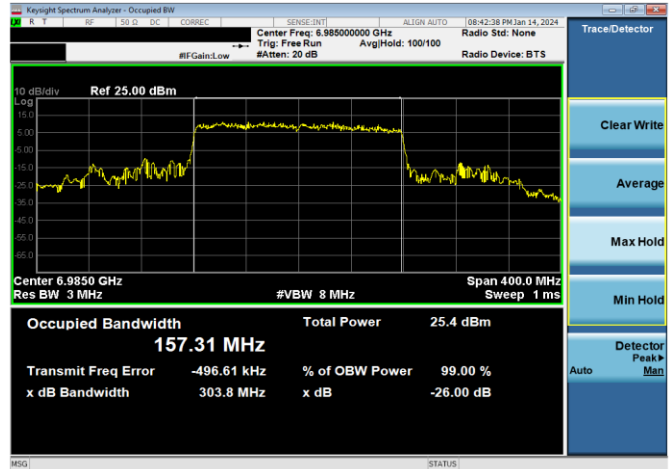 Keysight Spectrum Analyzer - Occupied BW
R T RF 50 Ω DC CORREC SENSE:INT ALIGN AUTO 08:42:38 PM Jan 14, 2024
Center Freq: 6.985000000 GHz Radio Std: None
Trig: Free Run Avg|Hold: 100/100
#IFGain:Low #Atten: 20 dB Radio Device: BTS
Trace/Detector
10 dB/div Ref 25.00 dBm
Log
15.0
5.00
-5.00
-15.0
-25.0
-35.0
-45.0
-55.0
-65.0
Center 6.9850 GHz Span 400.0 MHz
Res BW 3 MHz #VBW 8 MHz Sweep 1 ms
Occupied Bandwidth Total Power 25.4 dBm
157.31 MHz
Transmit Freq Error -496.61 kHz % of OBW Power 99.00 %
x dB Bandwidth 303.8 MHz x dB -26.00 dB
Clear Write
Average
Max Hold
Min Hold
Detector
Peak▶
Auto Man
MSG STATUS